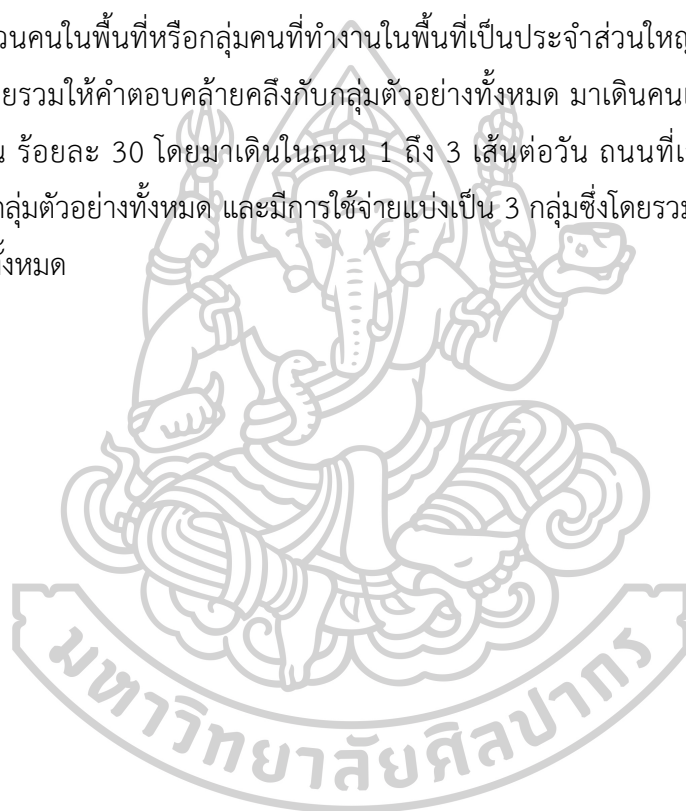 วนคนในพื้นที่หรือกลุ่มคนที่ทำงานในพื้นที่เป็นประจำส่วนใหญ่
ยรวมให้คำตอบคล้ายคลึงกับกลุ่มตัวอย่างทั้งหมด มาเดินคน
น ร้อยละ 30 โดยมาเดินในถนน 1 ถึง 3 เส้นต่อวัน ถนนที่
กลุ่มตัวอย่างทั้งหมด และมีการใช้จ่ายแบ่งเป็น 3 กลุ่มซึ่งโดยรวม
ทั้งหมด
มหาวิทยาลัยศิลปากร